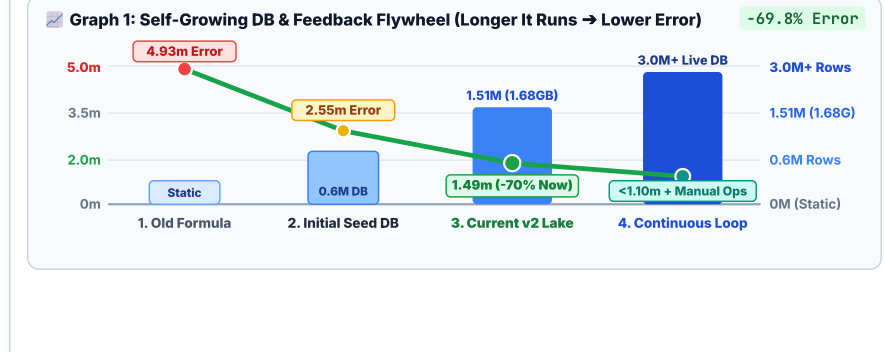 📈 Graph 1: Self-Growing DB & Feedback Flywheel (Longer It Runs ➔ Lower Error)
-69.8% Error
4.93m Error
3.0M+ Live DB
5.0m
3.0M+ Rows
1.51M (1.68GB)
2.55m Error
3.5m
1.51M (1.68G)
2.0m
0.6M Rows
Static
0.6M DB
1.49m (-70% Now)
<1.10m + Manual Ops
0m
0M (Static)
1. Old Formula
2. Initial Seed DB
3. Current v2 Lake
4. Continuous Loop